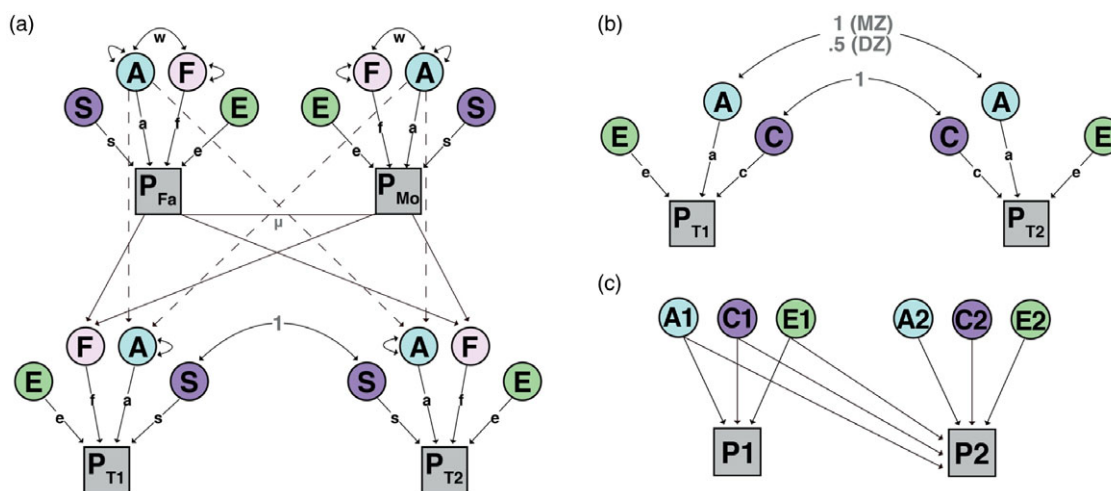 (a)
w
w
A
F
F
A
S
E
E
S
s
a
f
e
e
f
a
s
P Fa
P Mo
μ
1
F
A
S
S
A
F
E
E
e
f
a
s
s
a
f
e
P T1
P T2
(b)
1 (MZ)
.5 (DZ)
1
A
A
E
C
C
E
e
a
c
c
a
e
P T1
P T2
(c)
A1
C1
E1
A2
C2
E2
P1
P2